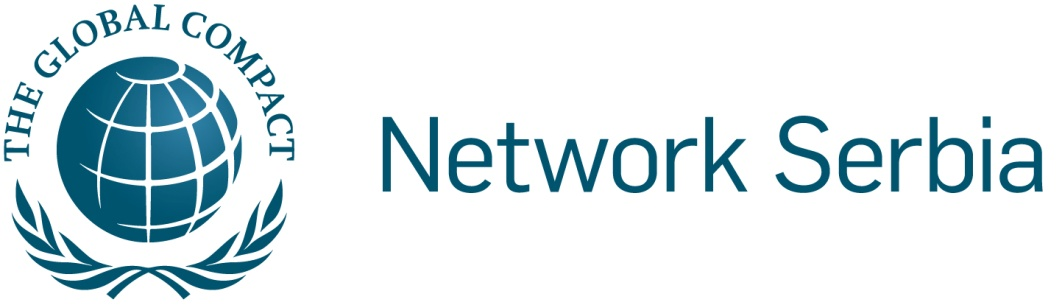 THE GLOBAL COMPACT
Network Serbia